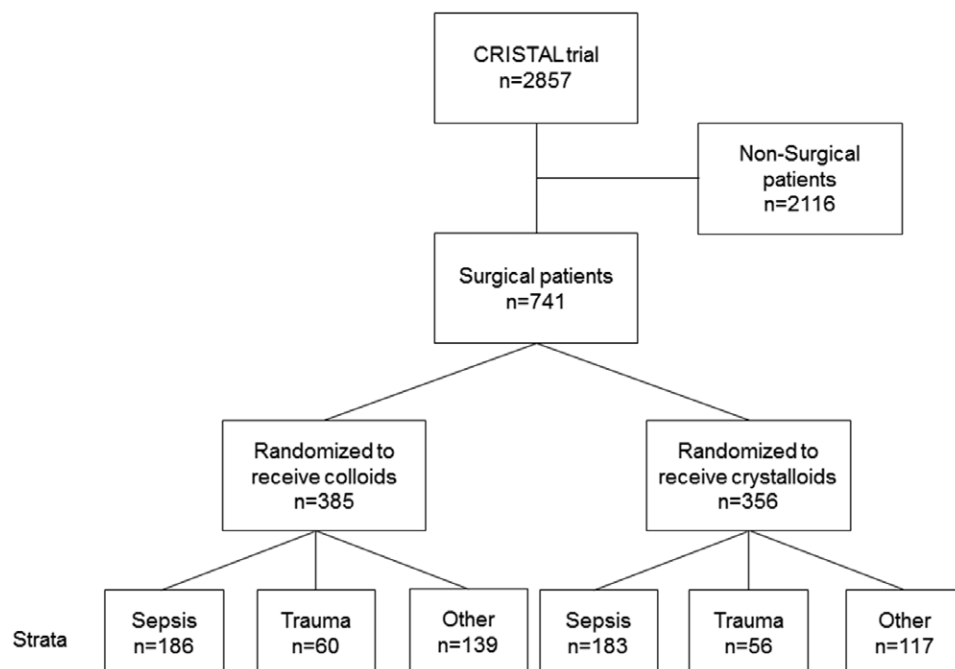 CRISTAL trial
n=2857
Non-Surgical
patients
n=2116
Surgical patients
n=741
Randomized to
receive colloids
n=385
Randomized to
receive crystalloids
n=356
Strata
Sepsis
n=186
Trauma
n=60
Other
n=139
Sepsis
n=183
Trauma
n=56
Other
n=117